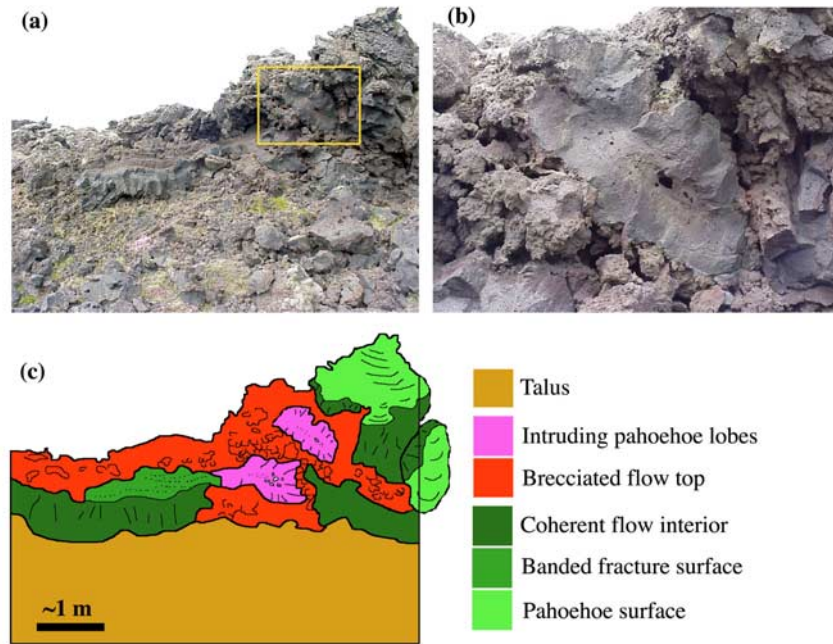 (a)
(b)
(c)
Talus
Intruding pahoehoe lobes
Brecciated flow top
Coherent flow interior
Banded fracture surface
Pahoehoe surface
~1 m